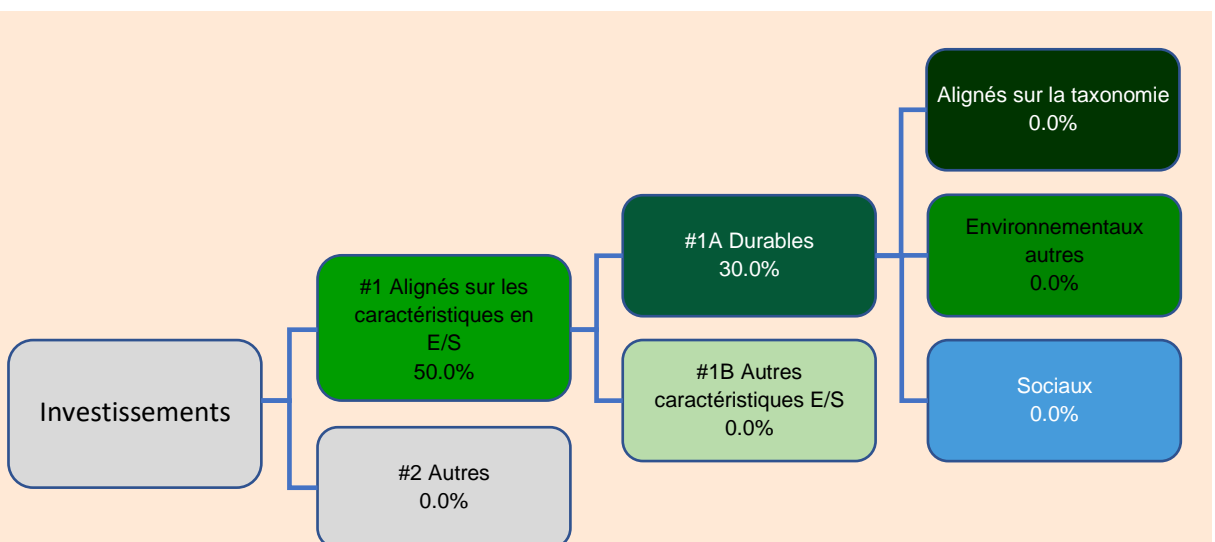 Investissements
#1 Alignés sur les
caractéristiques en
E/S
50.0%
#2 Autres
0.0%
#1A Durables
30.0%
#1B Autres
caractéristiques E/S
0.0%
Alignés sur la taxonomie
0.0%
Environnementaux
autres
0.0%
Sociaux
0.0%